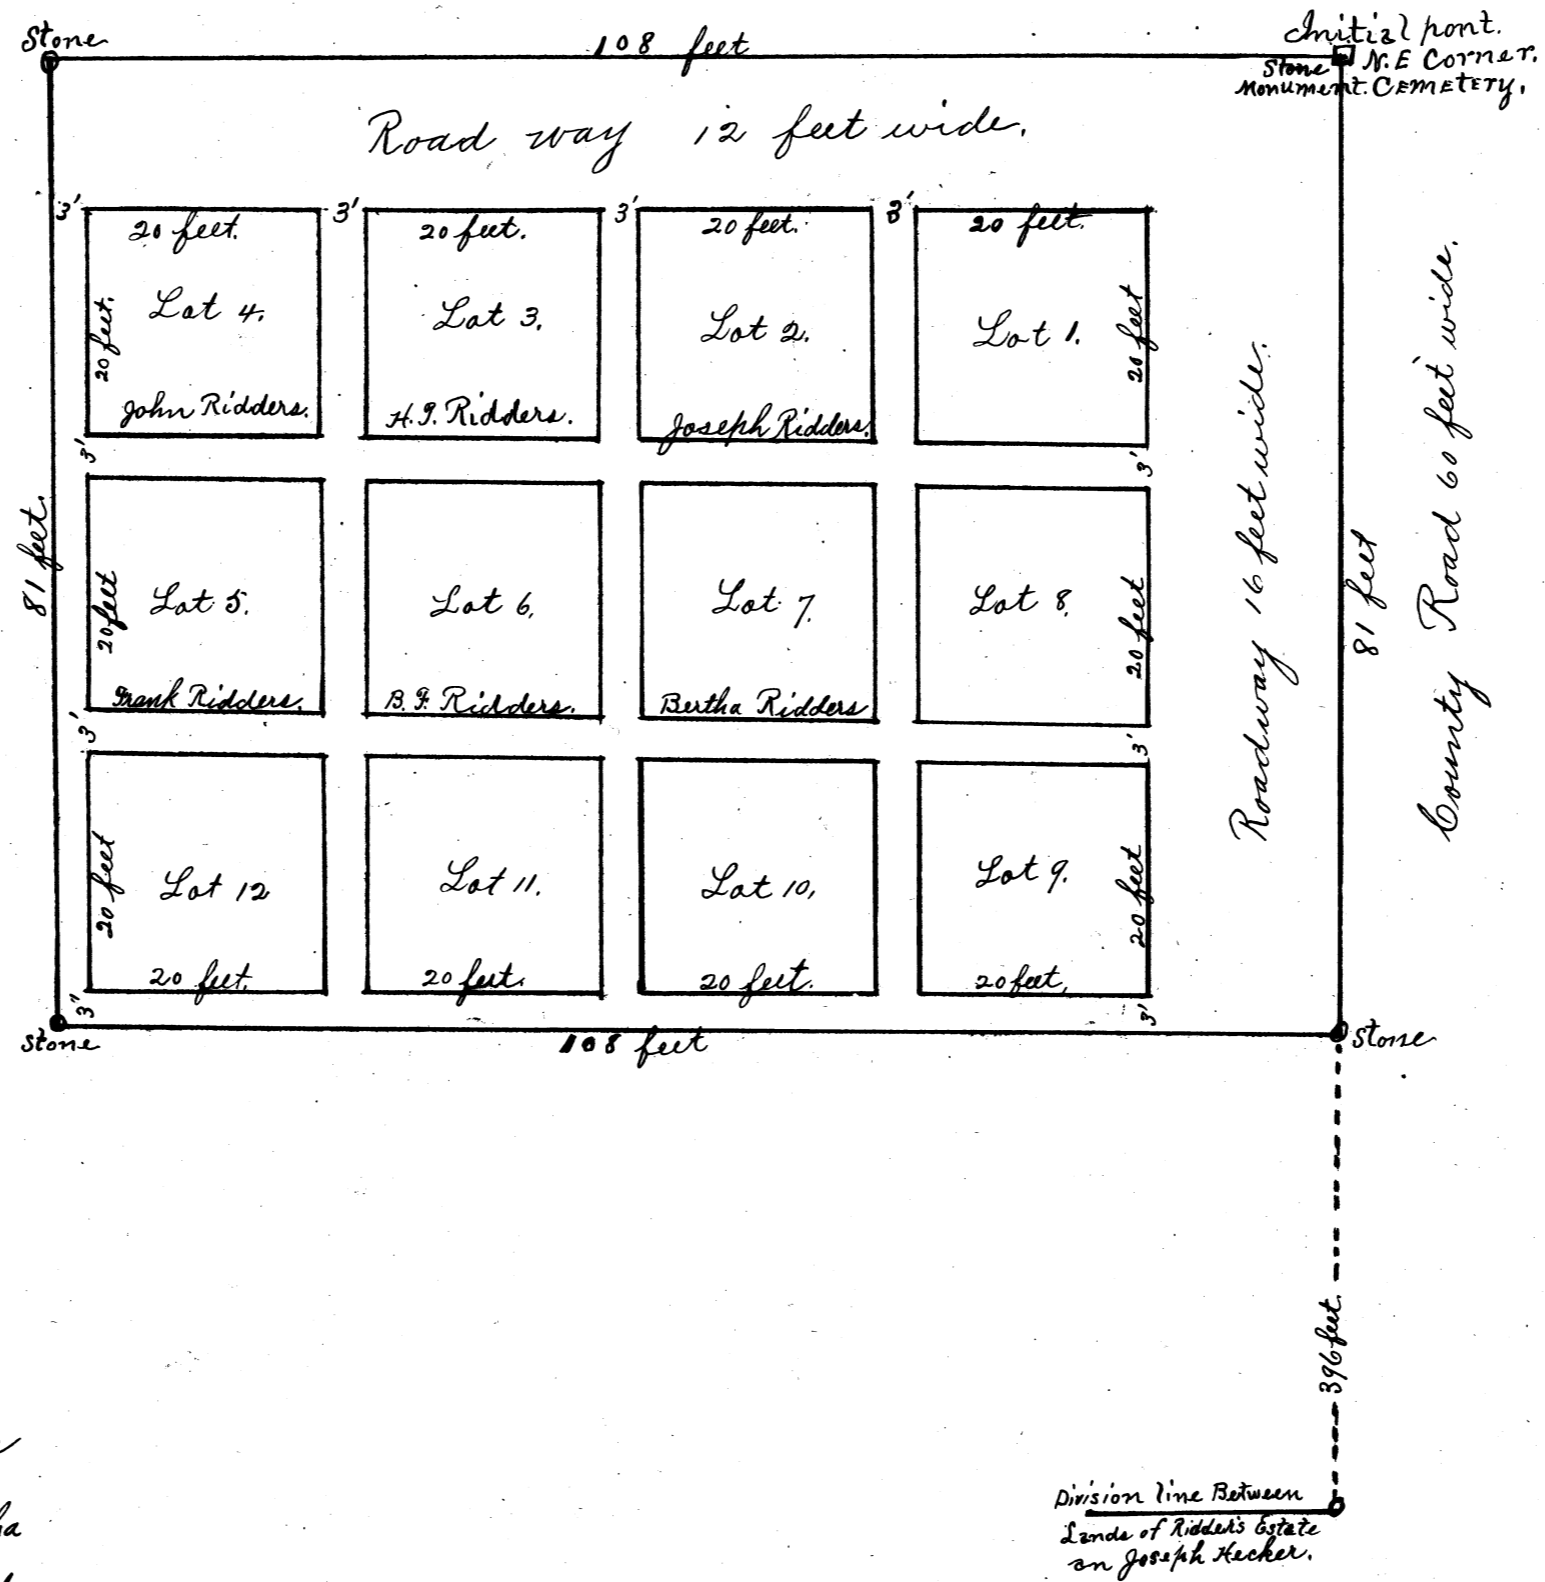 Stone
108 feet
Initial pont.
Stone N.E Corner.
Monument. Cemetery.
Road way 12 feet wide.
3' 3' 3' 3'
20 feet. 20 feet. 20 feet. 20 feet.
20 feet. Lot 4. Lot 3. Lot 2. Lot 1. 20 feet
John Ridders. H. J. Ridders. Joseph Ridders.
3' 3'
81 feet.
20 feet Lot 5. Lot 6. Lot 7. Lot 8. 20 feet
Frank Ridders. B. F. Ridders. Bertha Ridders
3' 3'
20 feet Lot 12 Lot 11. Lot 10. Lot 9. 20 feet
20 feet. 20 feet. 20 feet. 20 feet.
3" 3'
Roadway 16 feet wide.
81 feet
County Road 60 feet wide.
Stone
108 feet
Stone
396 feet.
Division line Between
Lands of Ridder's Estate
an Joseph Hecker.